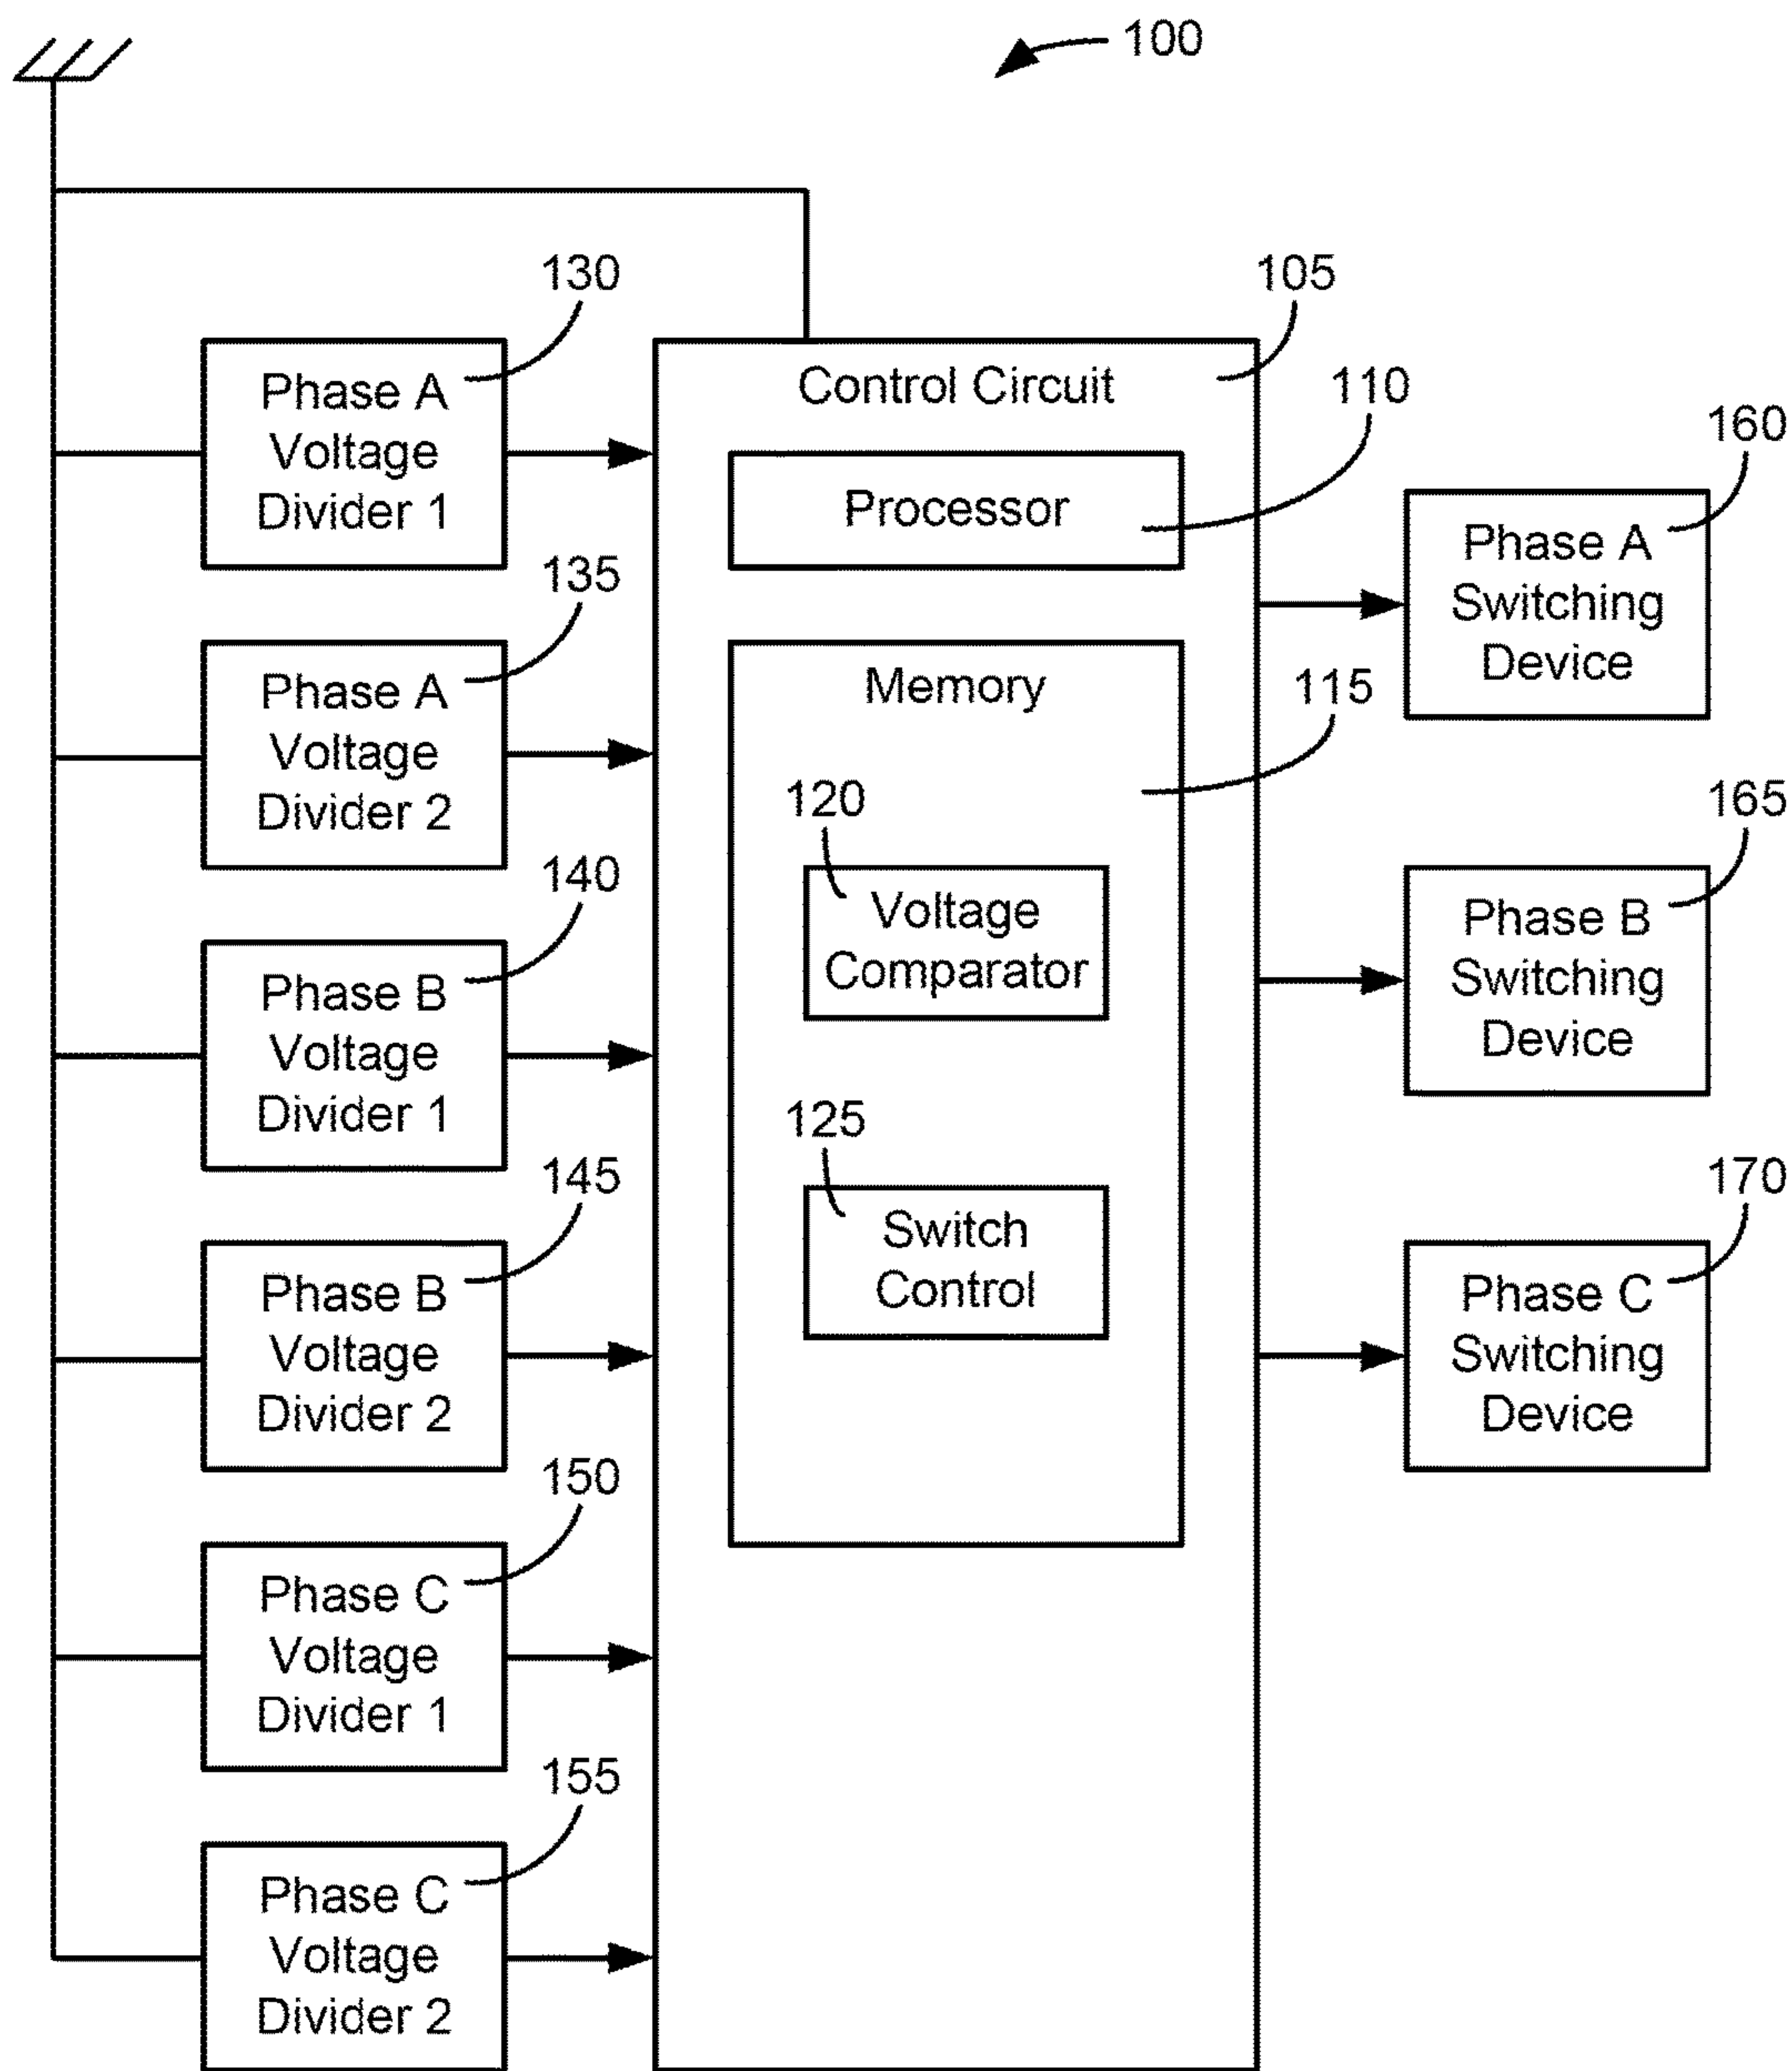 100
130
Phase A
Voltage
Divider 1
135
Phase A
Voltage
Divider 2
140
Phase B
Voltage
Divider 1
145
Phase B
Voltage
Divider 2
150
Phase C
Voltage
Divider 1
155
Phase C
Voltage
Divider 2
105
Control Circuit
110
Processor
Memory
115
120
Voltage
Comparator
125
Switch
Control
160
Phase A
Switching
Device
165
Phase B
Switching
Device
170
Phase C
Switching
Device